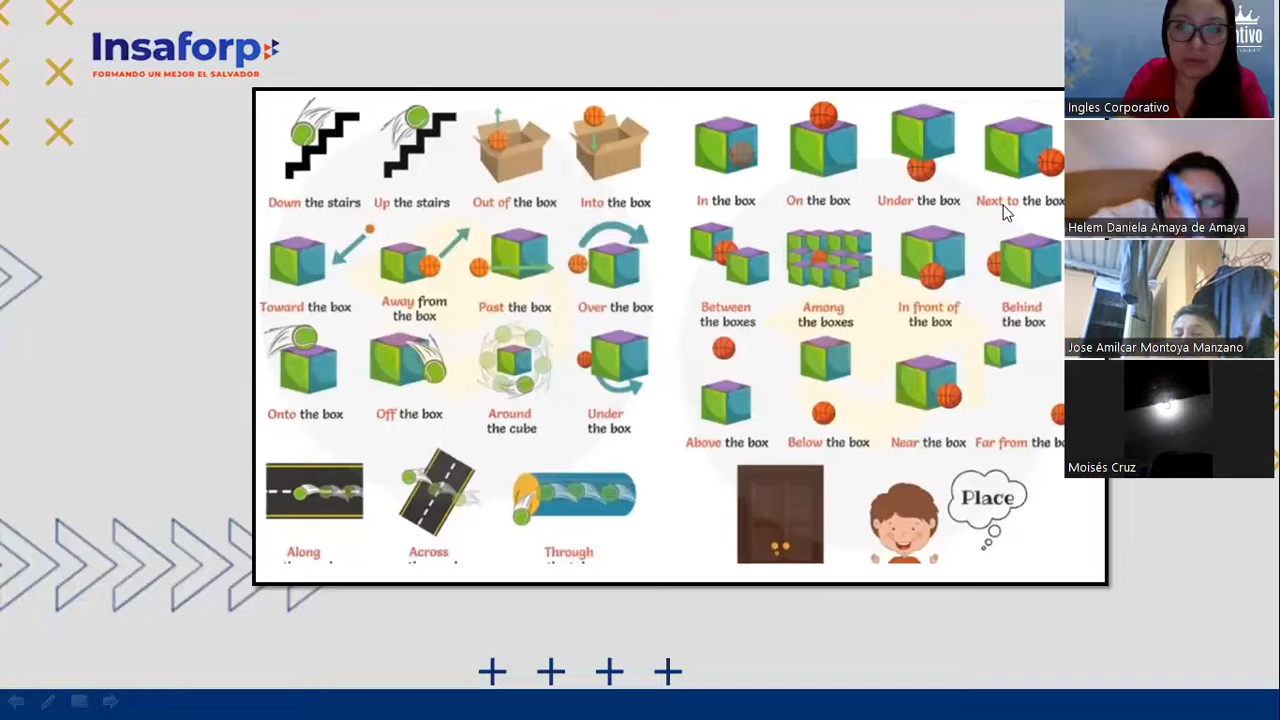 Insaforp
FORMANDO UN MEJOR EL SALVADOR
Down the stairs
Up the stairs
Out of the box
Into the box
In the box
On the box
Under the box
Next to the box
Toward the box
Away from
the box
Past the box
Over the box
Between
the boxes
Among
the boxes
In front of
the box
Behind
the box
Onto the box
Off the box
Around
the cube
Under
the box
Above the box
Below the box
Near the box
Far from the bo
Along
Across
Through
Place
Ingles Corporativo
Helem Daniela Amaya de Amaya
Jose Amilcar Montoya Manzano
Moisés Cruz